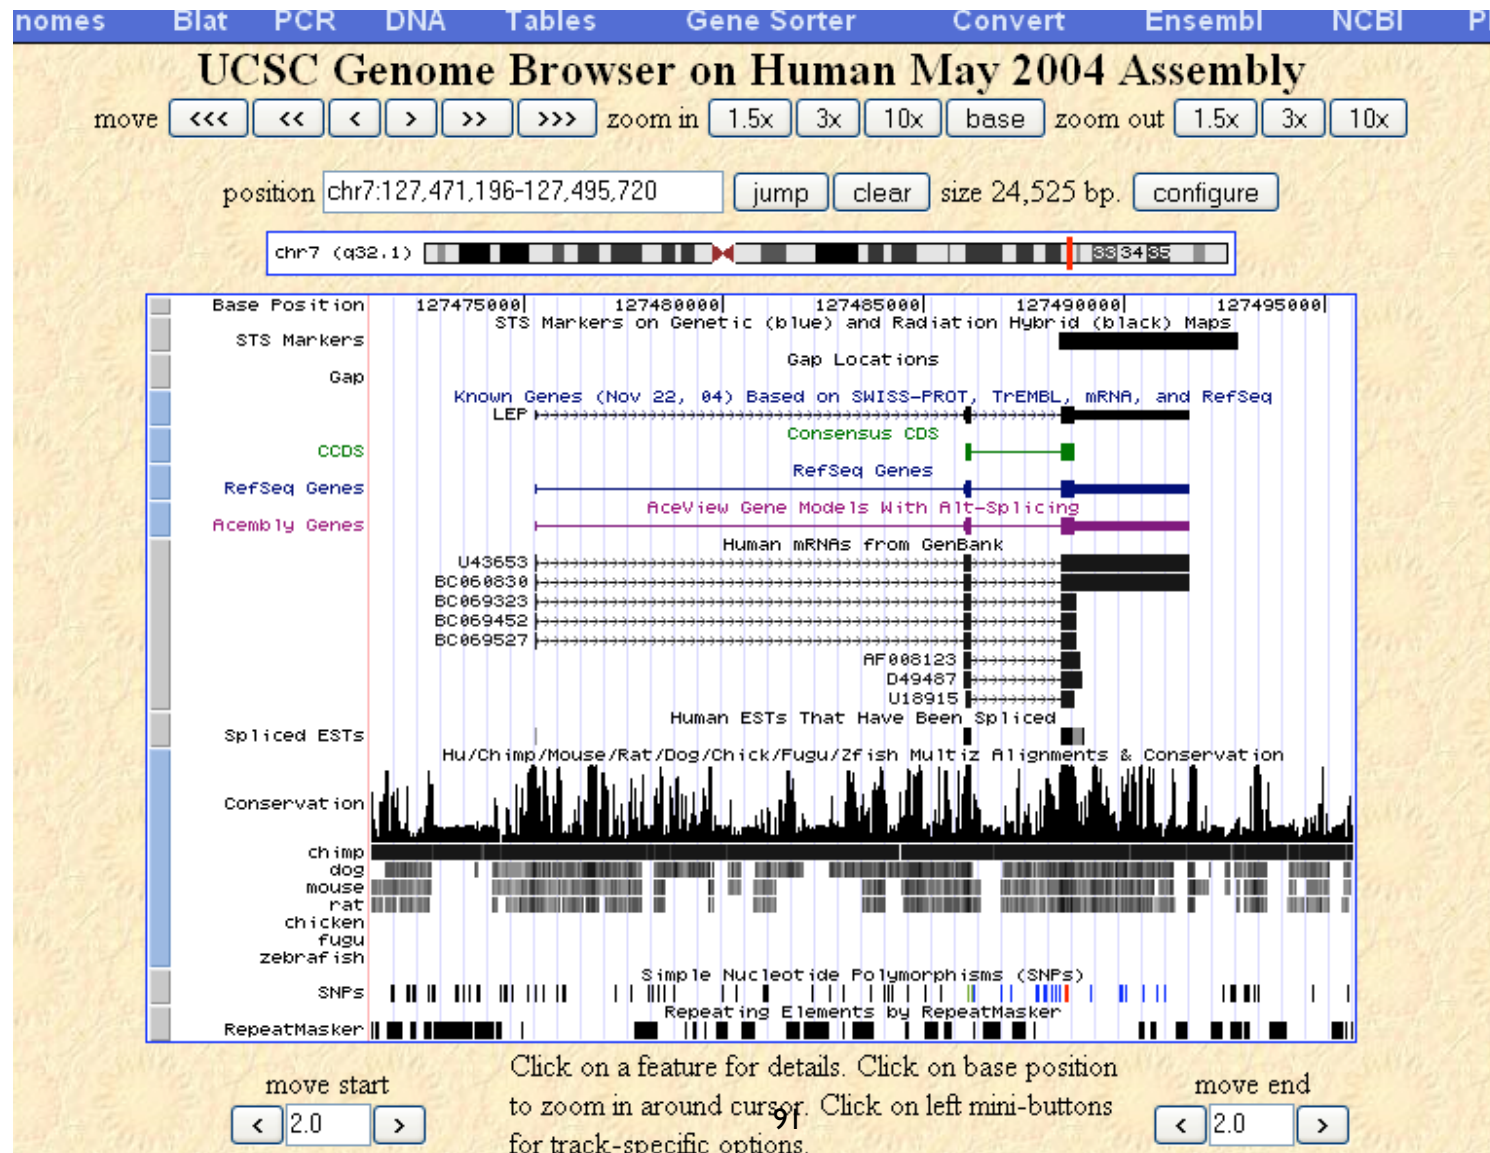 nomes Blat PCR DNA Tables Gene Sorter Convert Ensembl NCBI
UCSC Genome Browser on Human May 2004 Assembly
move <<< << < > >> >>> zoom in 1.5x 3x 10x base zoom out 1.5x 3x 10x
position chr7:127,471,196-127,495,720 jump clear size 24,525 bp. configure
chr7 (q32.1) 33 34 35
Base Position 127475000| 127480000| 127485000| 127490000| 127495000|
STS Markers on Genetic (blue) and Radiation Hybrid (black) Maps
STS Markers
Gap Locations
Gap
Known Genes (Nov 22, 04) Based on SWISS-PROT, TrEMBL, mRNA, and RefSeq
LEP
Consensus CDS
CCDS
RefSeq Genes
RefSeq Genes
AceView Gene Models With Alt-Splicing
Acembly Genes
Human mRNAs from GenBank
U43653
BC060830
BC069323
BC069452
BC069527
AF008123
D49487
U18915
Human ESTs That Have Been Spliced
Spliced ESTs
Hu/Chimp/Mouse/Rat/Dog/Chick/Fugu/Zfish Multiz Alignments & Conservation
Conservation
chimp
dog
mouse
rat
chicken
fugu
zebrafish
Simple Nucleotide Polymorphisms (SNPs)
SNPs
Repeating Elements by RepeatMasker
RepeatMasker
Click on a feature for details. Click on base position
move start move end
to zoom in around cursor. Click on left mini-buttons
91
< 2.0 > < 2.0 >
for track-specific options.